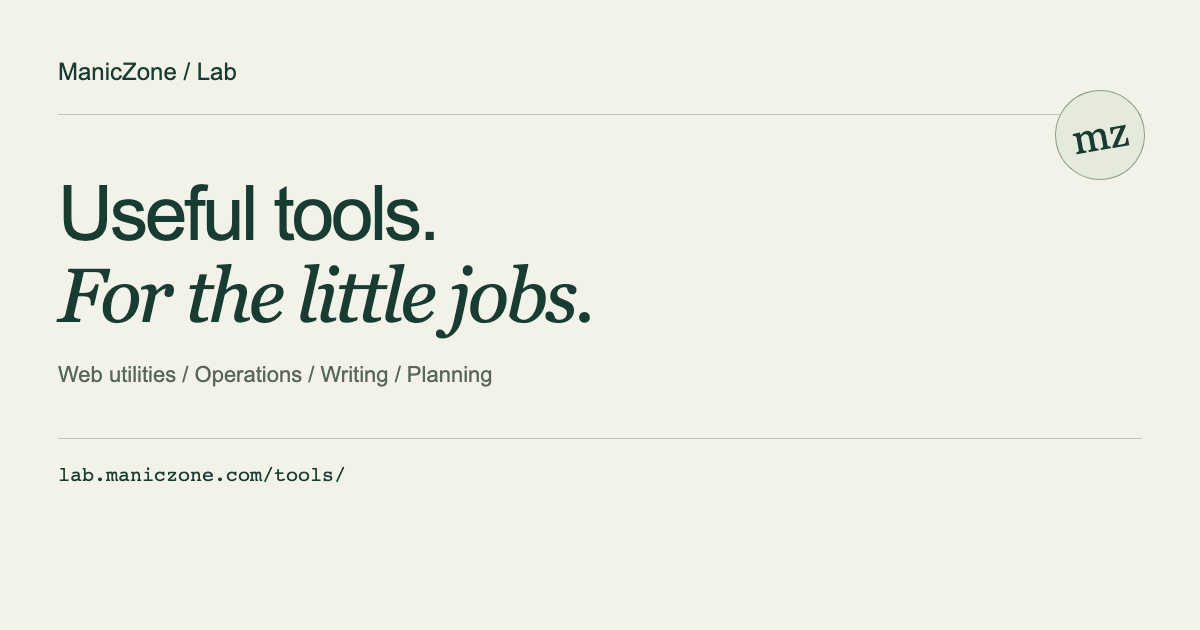 ManicZone / Lab
mz
Useful tools.
For the little jobs.
Web utilities / Operations / Writing / Planning
lab.maniczone.com/tools/